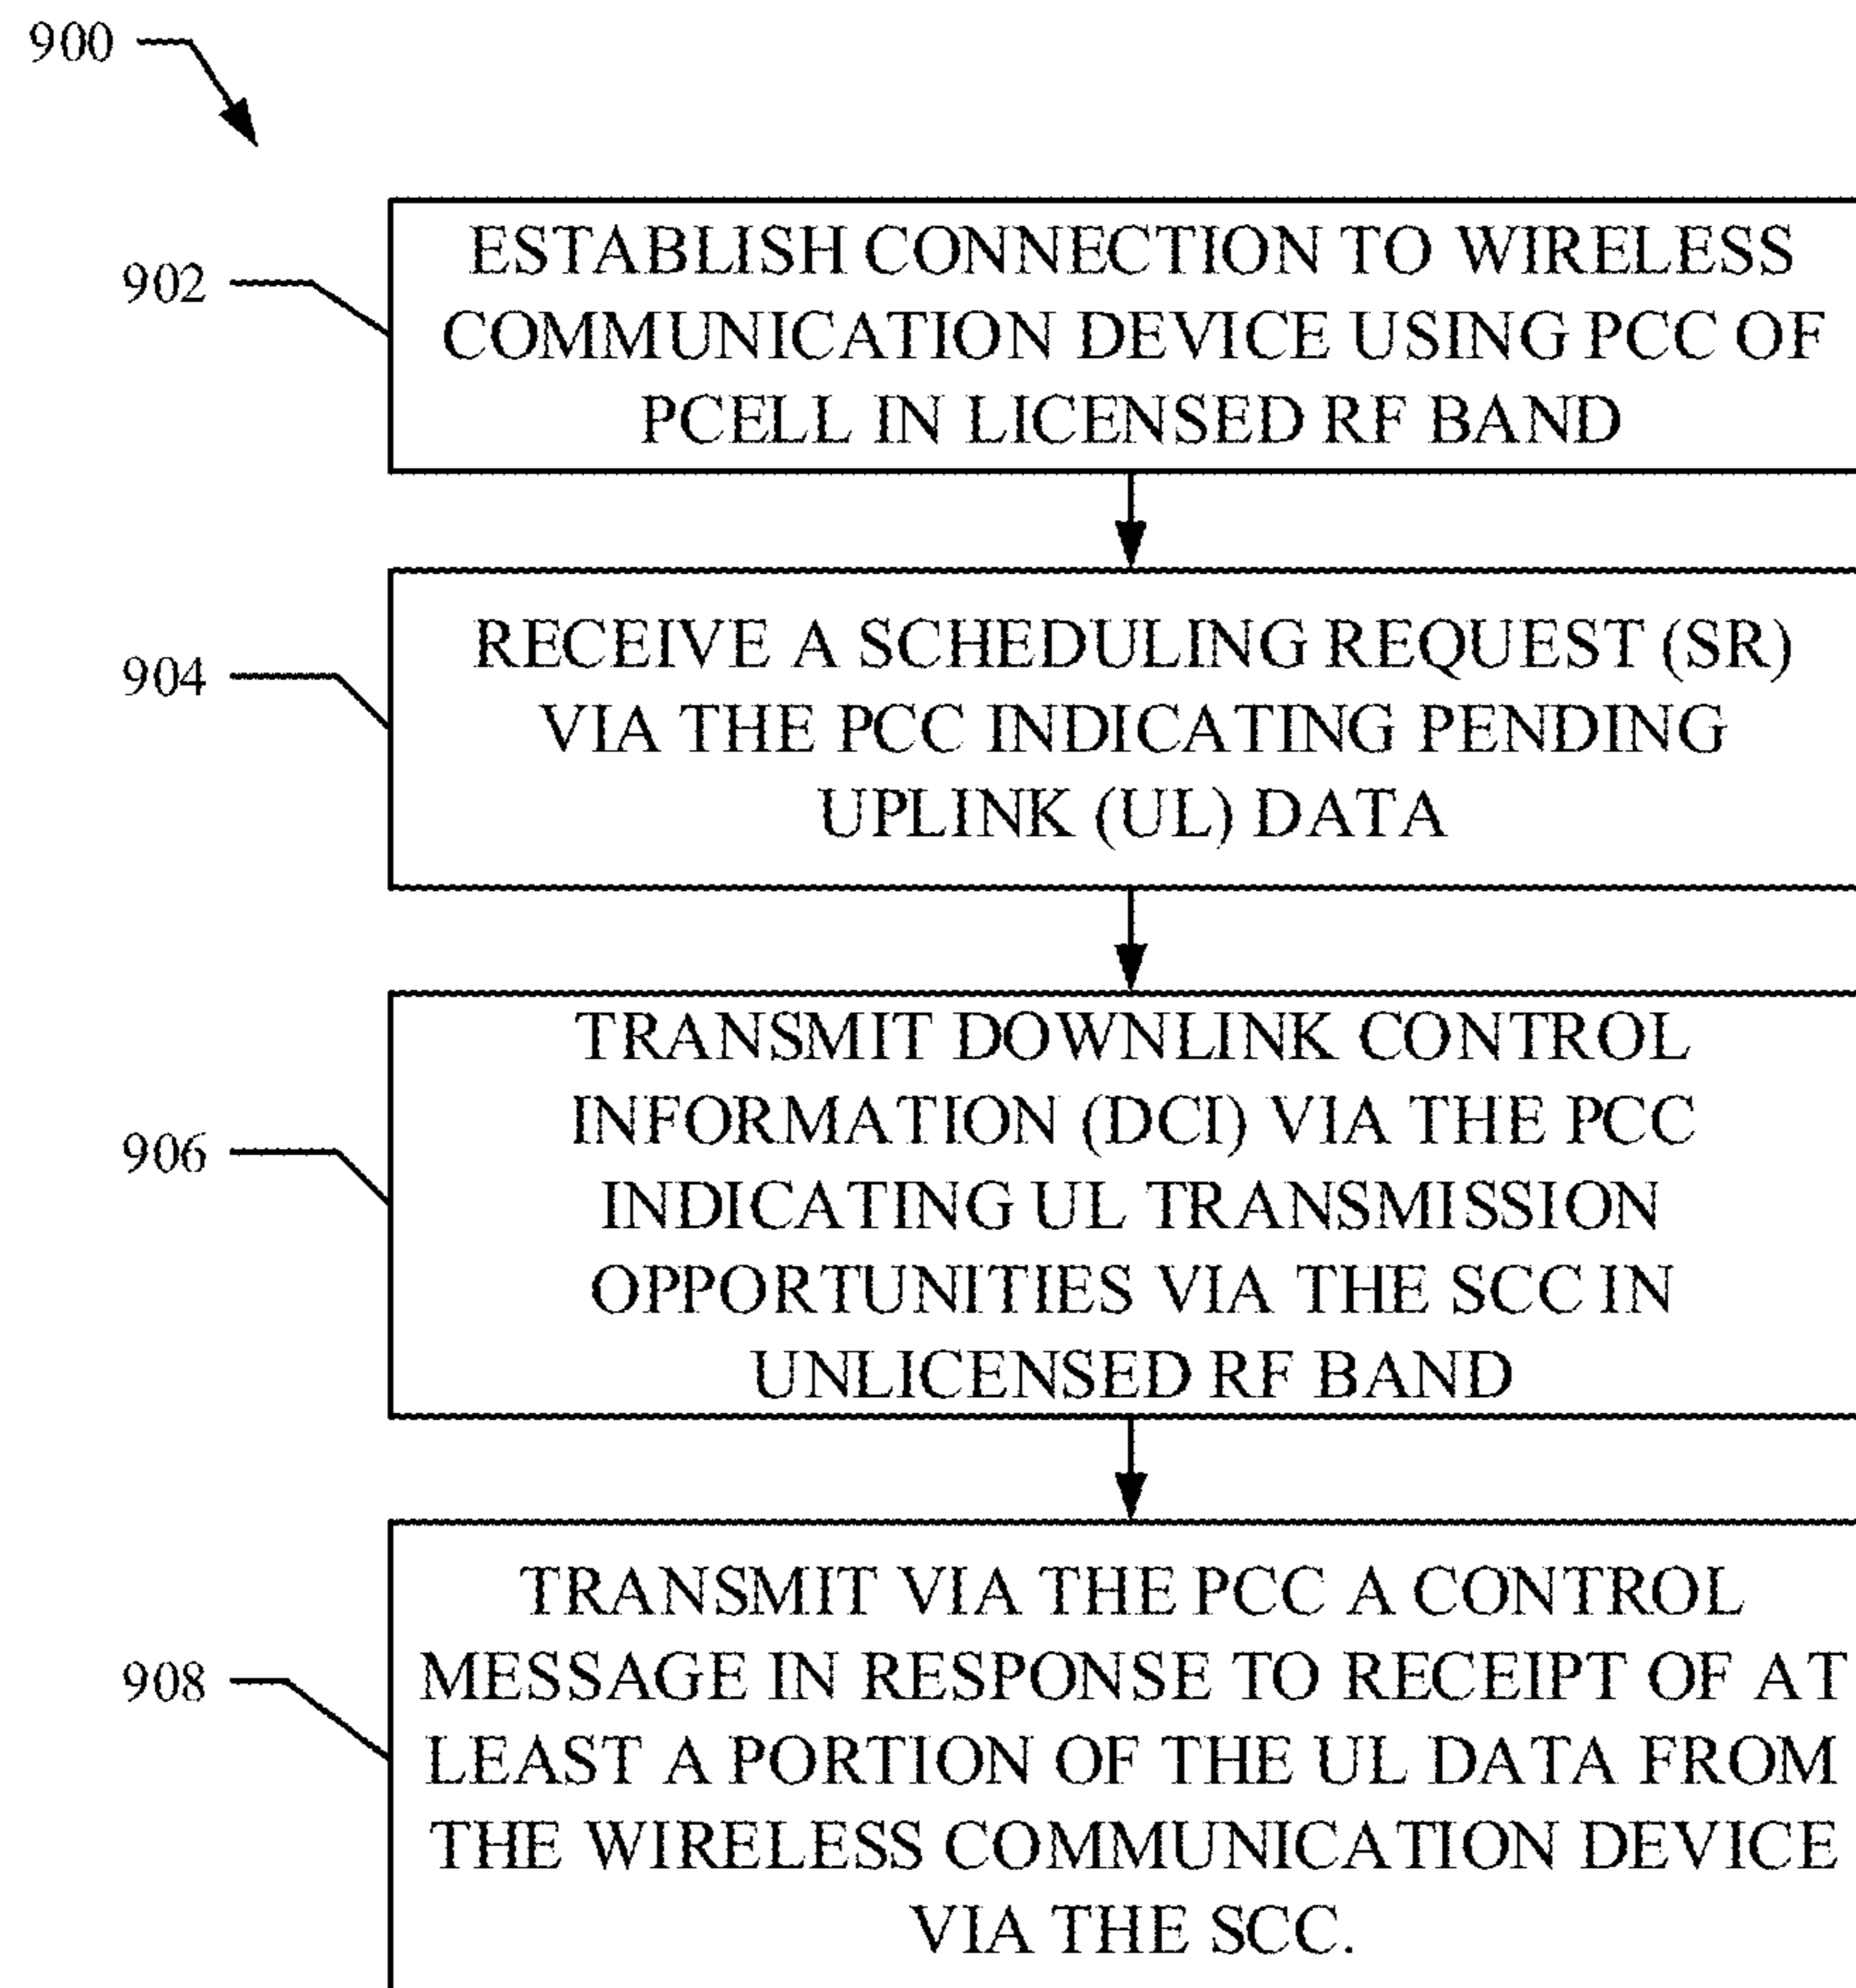 900
902
ESTABLISH CONNECTION TO WIRELESS
COMMUNICATION DEVICE USING PCC OF
PCELL IN LICENSED RF BAND
904
RECEIVE A SCHEDULING REQUEST (SR)
VIA THE PCC INDICATING PENDING
UPLINK (UL) DATA
906
TRANSMIT DOWNLINK CONTROL
INFORMATION (DCI) VIA THE PCC
INDICATING UL TRANSMISSION
OPPORTUNITIES VIA THE SCC IN
UNLICENSED RF BAND
908
TRANSMIT VIA THE PCC A CONTROL
MESSAGE IN RESPONSE TO RECEIPT OF AT
LEAST A PORTION OF THE UL DATA FROM
THE WIRELESS COMMUNICATION DEVICE
VIA THE SCC.